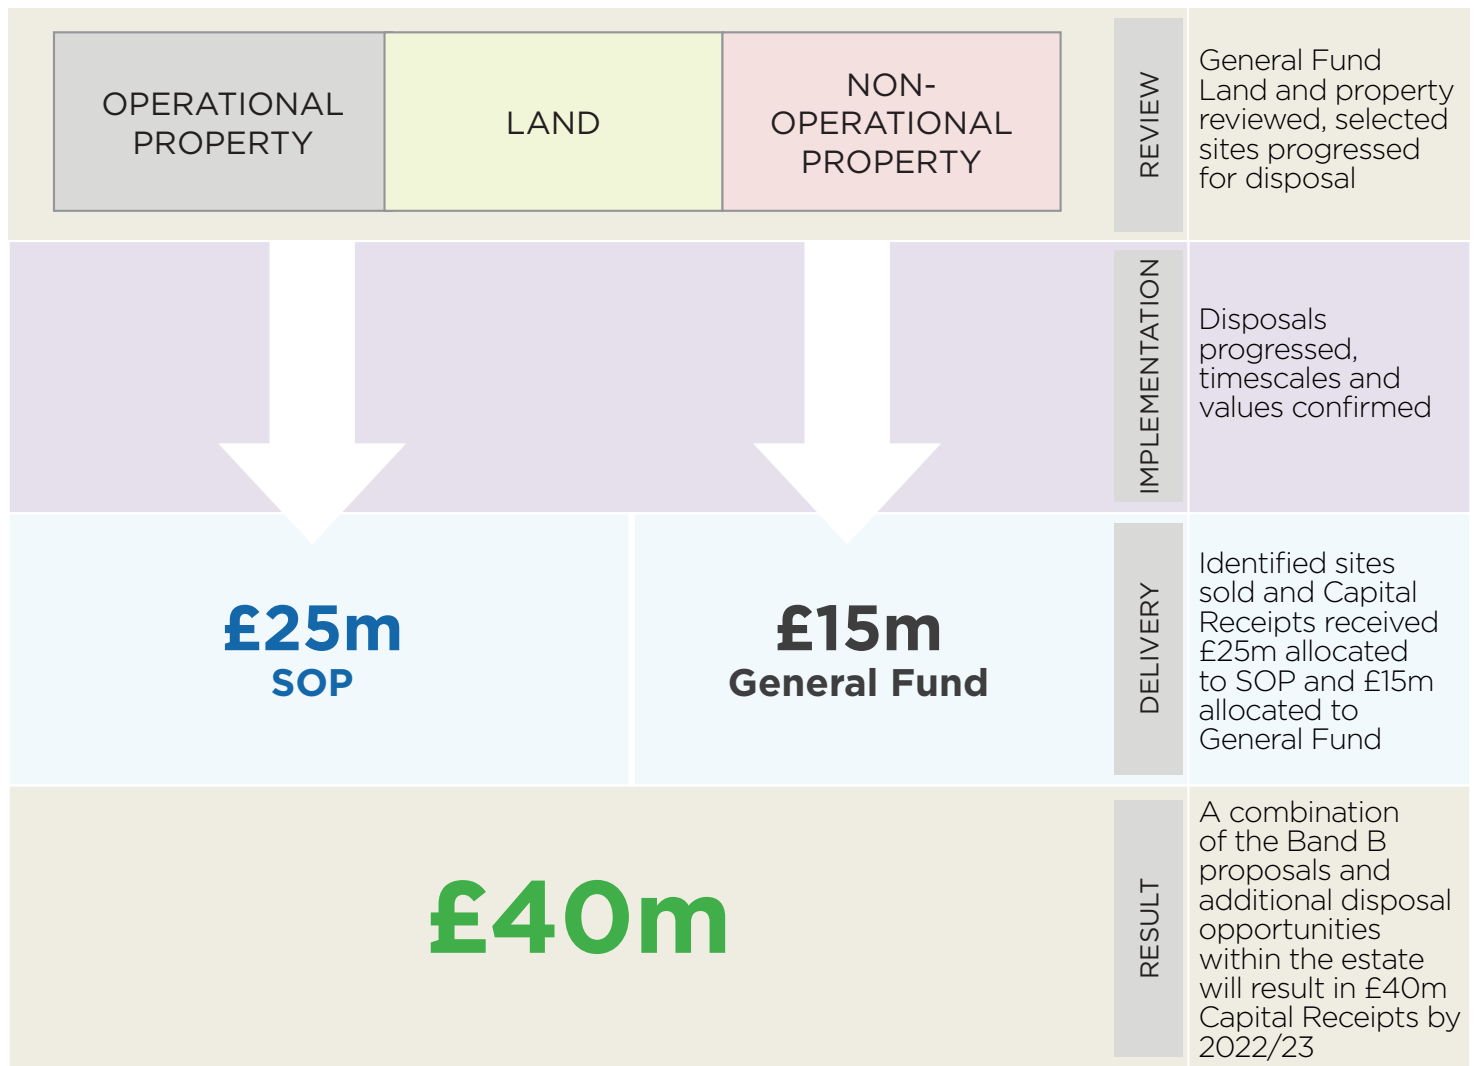 OPERATIONAL
PROPERTY
LAND
NON-
OPERATIONAL
PROPERTY
REVIEW
General Fund
Land and property
reviewed, selected
sites progressed
for disposal
IMPLEMENTATION
Disposals
progressed,
timescales and
values confirmed
£25m
SOP
£15m
General Fund
DELIVERY
Identified sites
sold and Capital
Receipts received
£25m allocated
to SOP and £15m
allocated to
General Fund
£40m
RESULT
A combination
of the Band B
proposals and
additional disposal
opportunities
within the estate
will result in £40m
Capital Receipts by
2022/23